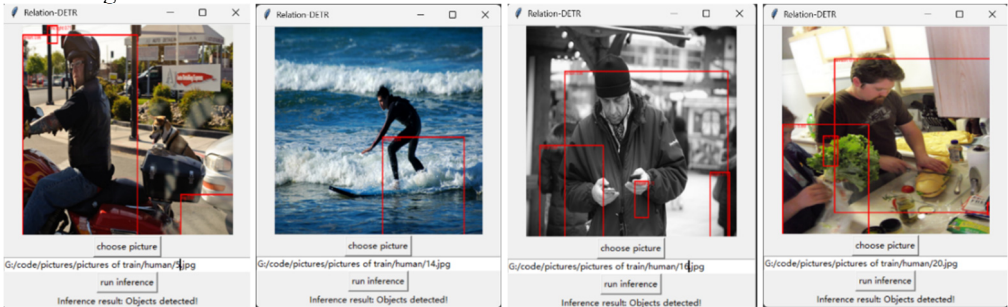 Relation-DETR
choose picture
G:/code/pictures/pictures of train/human/3.jpg
run inference
Inference result: Objects detected!
Relation-DETR
choose picture
G:/code/pictures/pictures of train/human/14.jpg
run inference
Inference result: Objects detected!
Relation-DETR
choose picture
G:/code/pictures/pictures of train/human/16.jpg
run inference
Inference result: Objects detected!
Relation-DETR
choose picture
G:/code/pictures/pictures of train/human/20.jpg
run inference
Inference result: Objects detected!